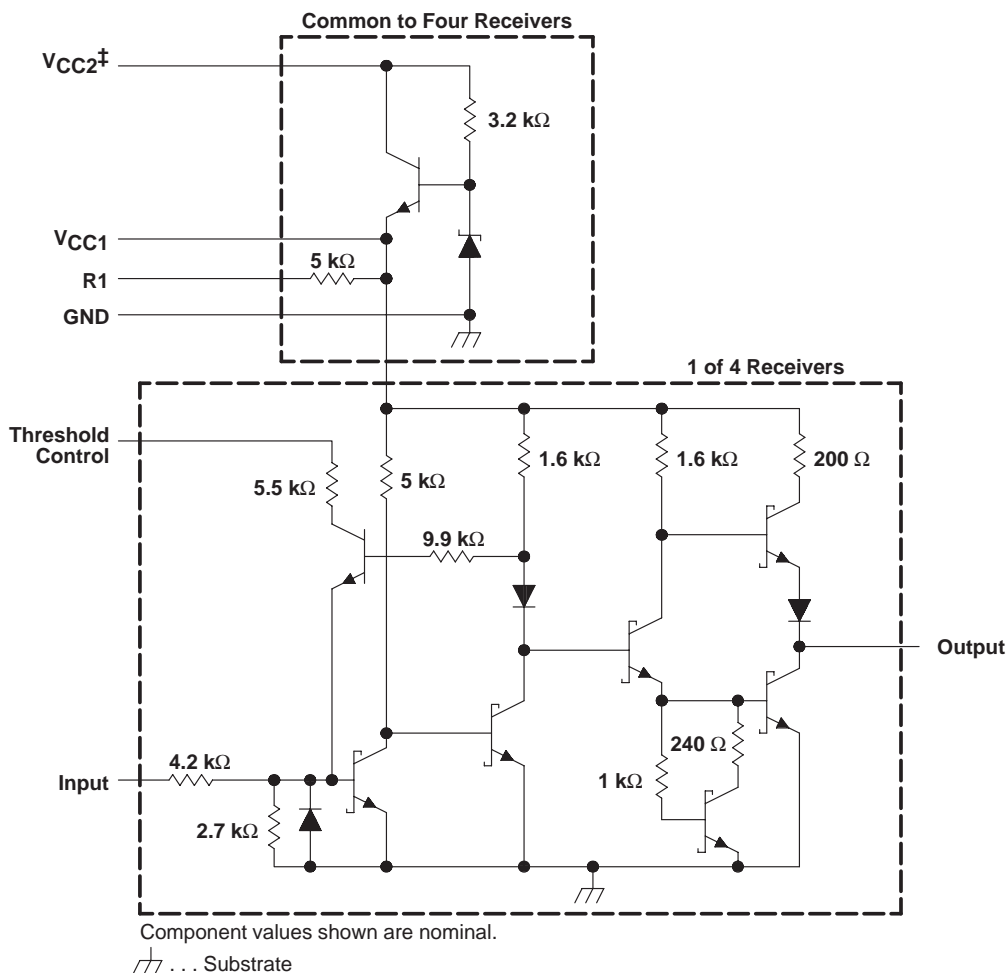 Common to Four Receivers
VCC2‡
3.2 kΩ
VCC1
5 kΩ
R1
GND
1 of 4 Receivers
Threshold
Control
5.5 kΩ
5 kΩ
1.6 kΩ
1.6 kΩ
200 Ω
9.9 kΩ
Output
4.2 kΩ
Input
240 Ω
1 kΩ
2.7 kΩ
Component values shown are nominal.
. . . Substrate